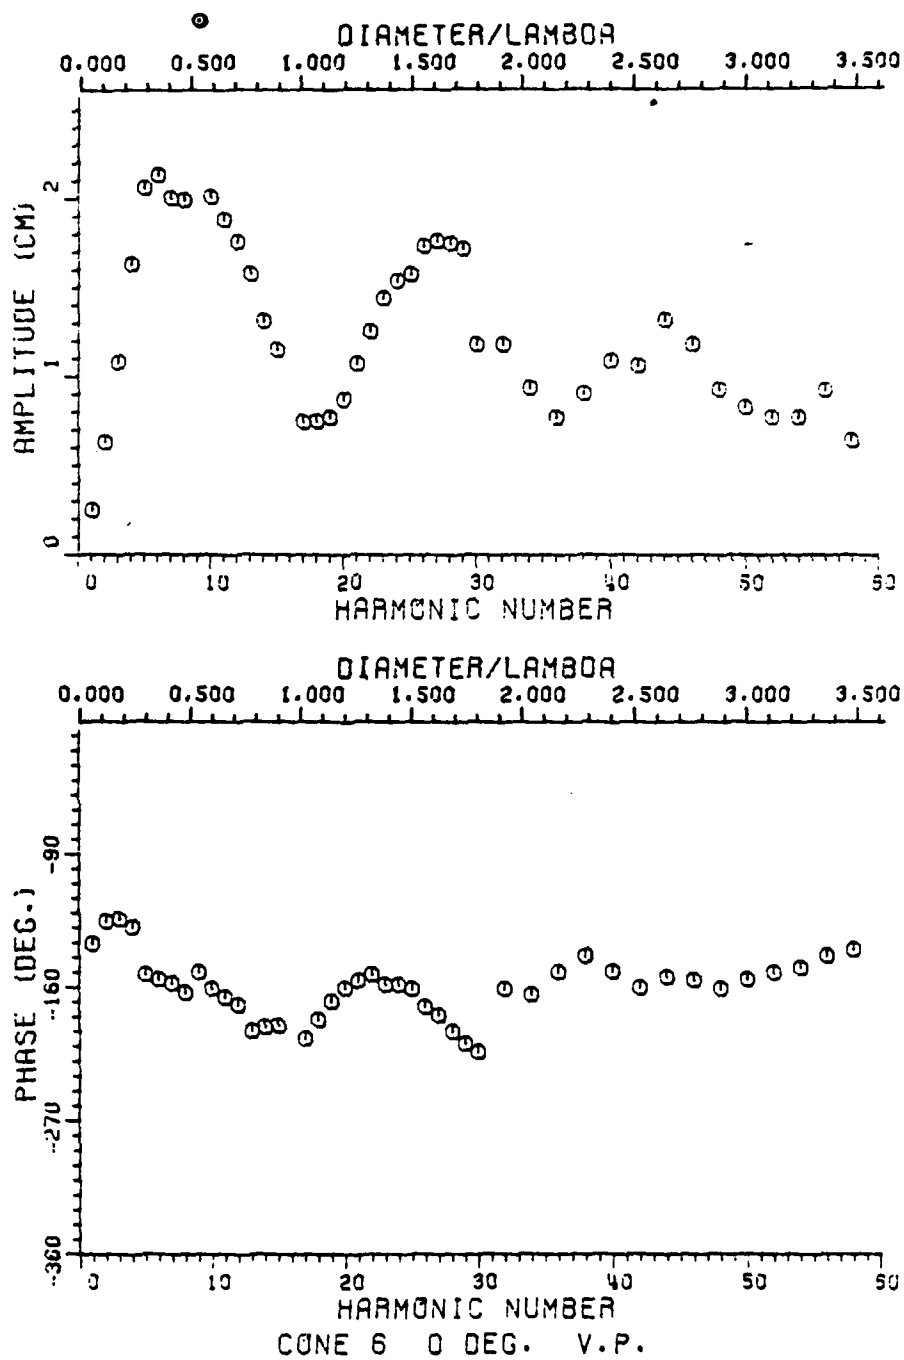 DIAMETER/LAMBDA
0.000 0.500 1.000 1.500 2.000 2.500 3.000 3.500
AMPLITUDE (CM)
2
1
0
0 10 20 30 40 50 60
HARMONIC NUMBER
DIAMETER/LAMBDA
0.000 0.500 1.000 1.500 2.000 2.500 3.000 3.500
PHASE (DEG.)
-90
-180
-270
-360
0 10 20 30 40 50 60
HARMONIC NUMBER
CONE 6 0 DEG. V.P.